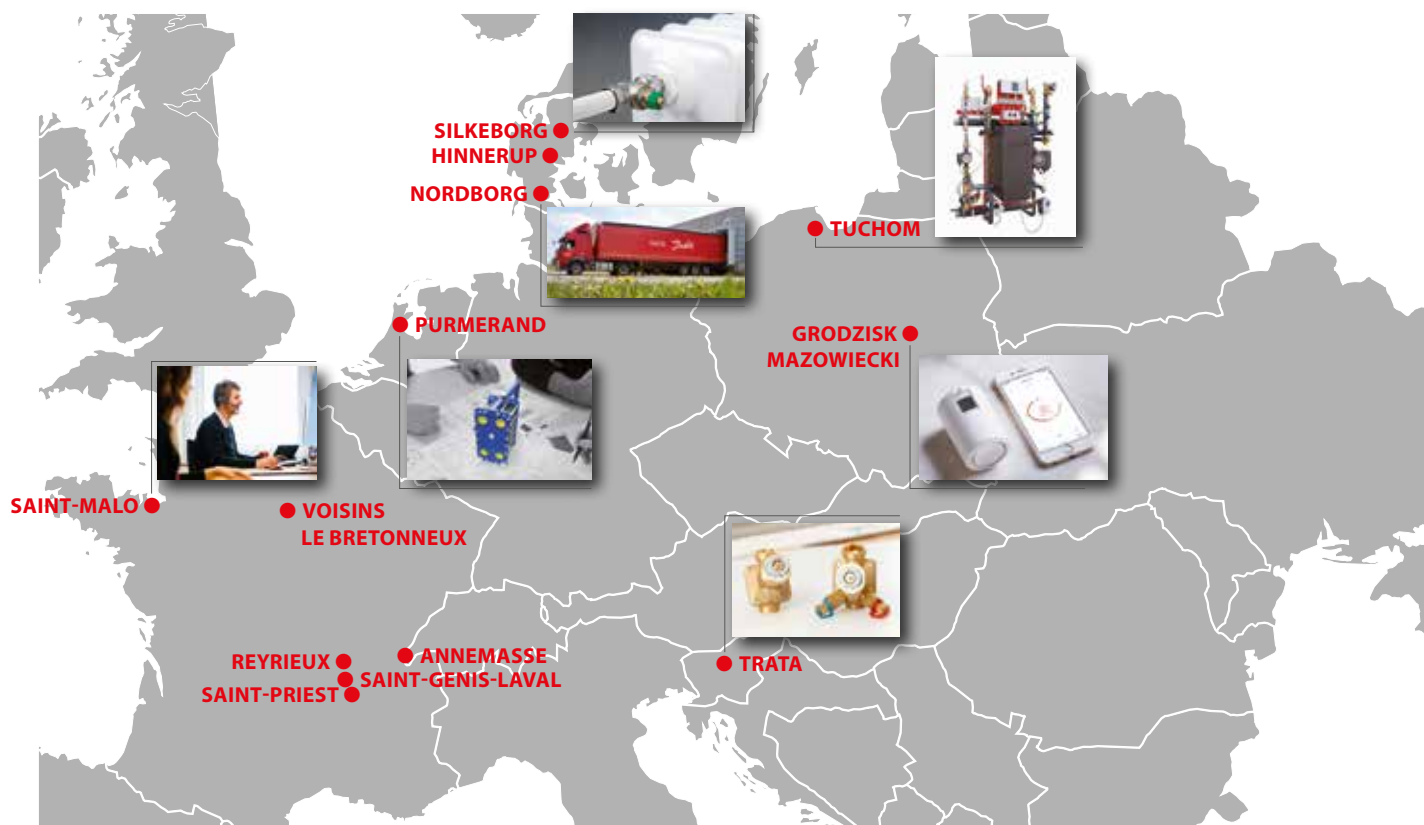 SILKEBORG
HINNERUP
NORDBORG
Danfoss
TUCHOM
PURMERAND
GRODZISK
MAZOWIECKI
SAINT-MALO
VOISINS
LE BRETONNEUX
REYRIEUX
ANNEMASSE
SAINT-GENIS-LAVAL
SAINT-PRIEST
TRATA